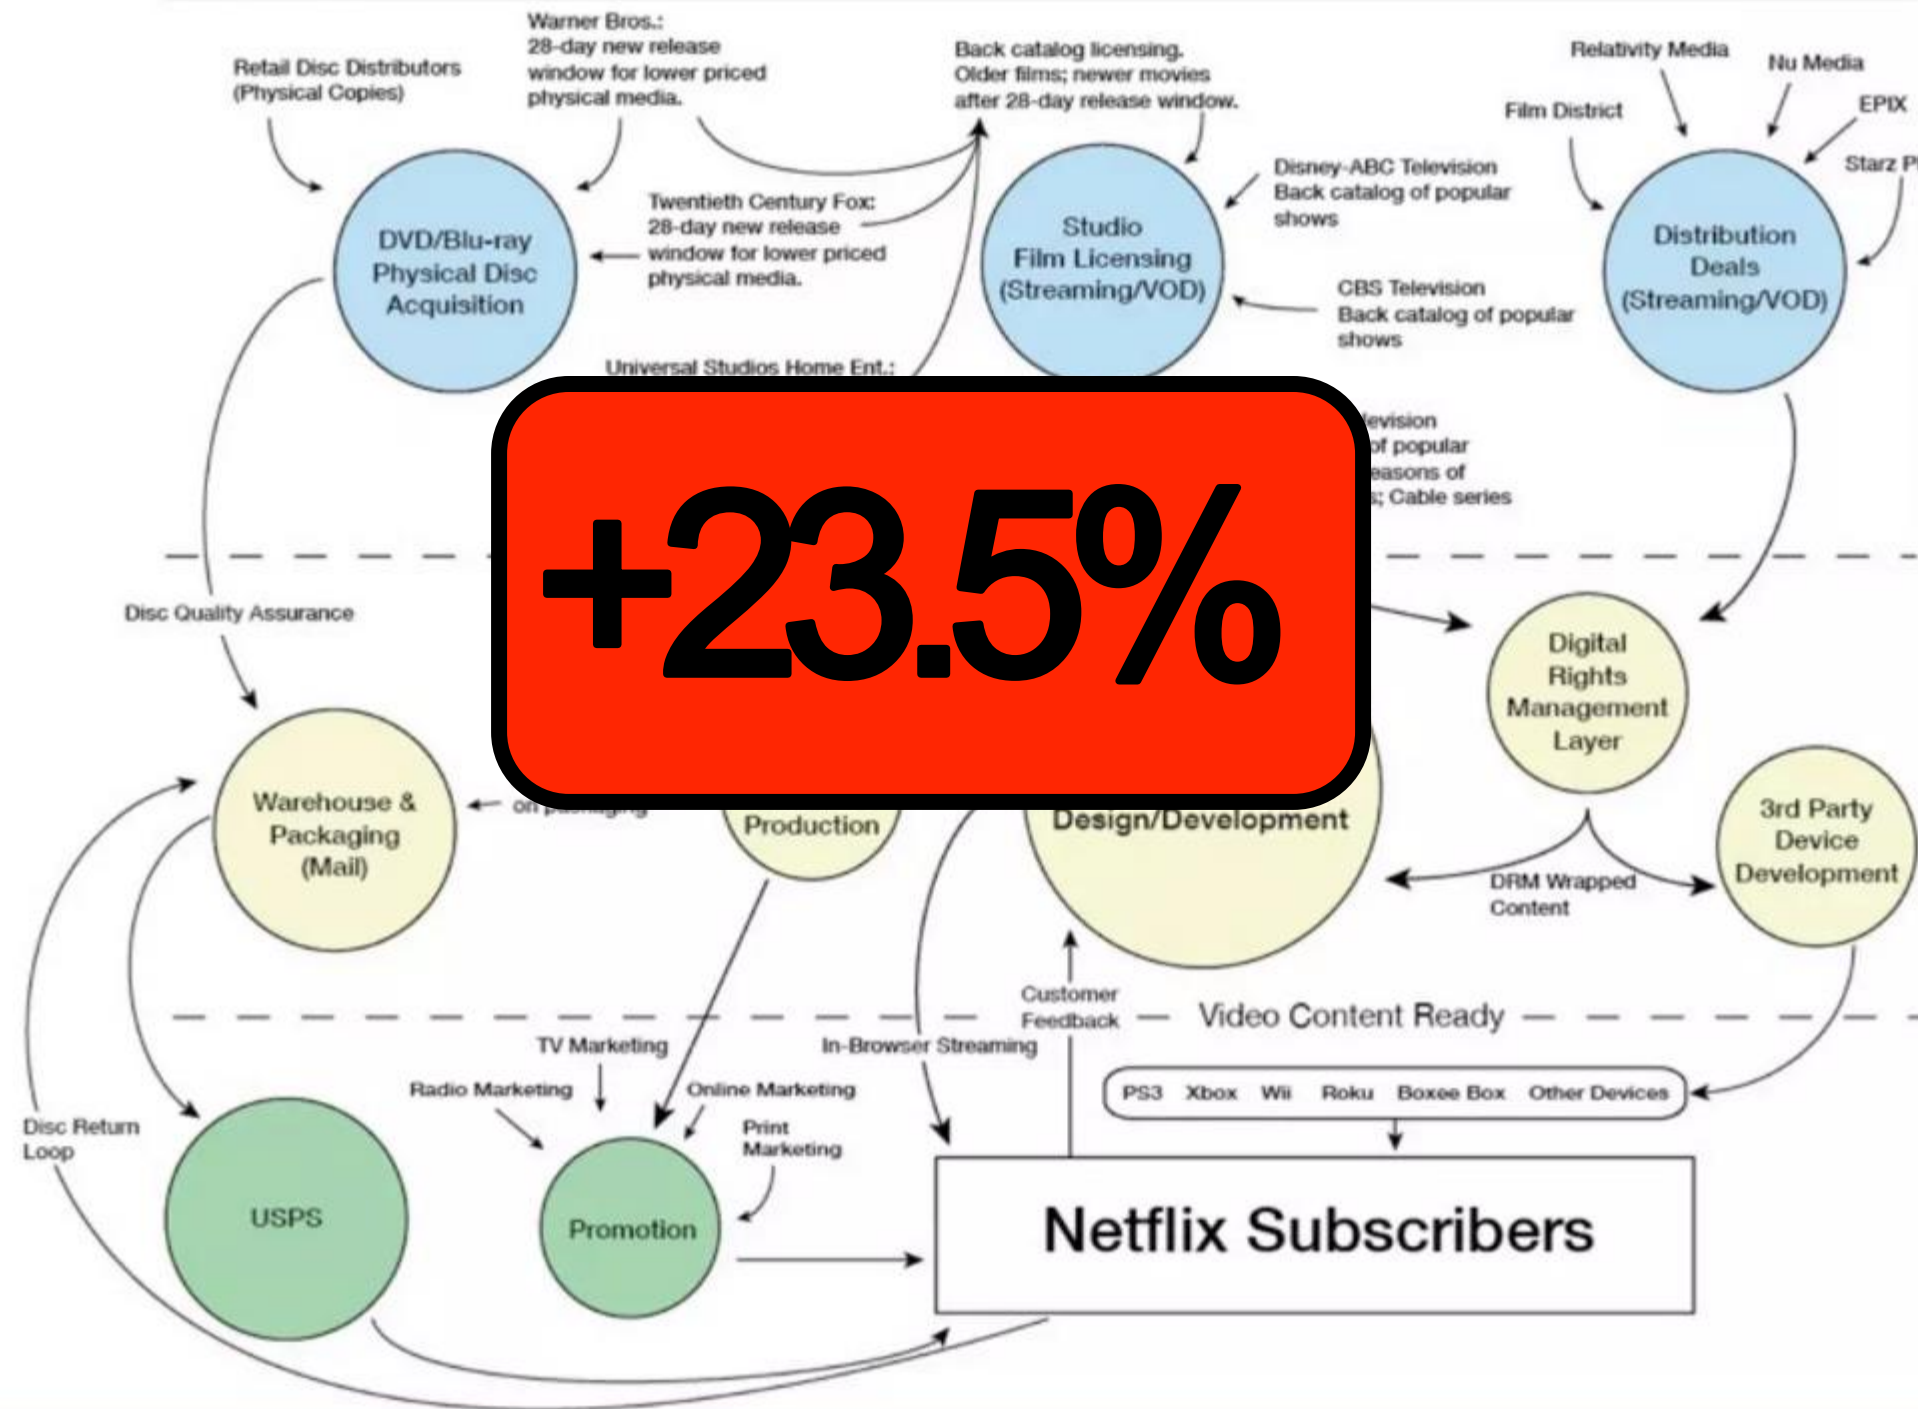 Warner Bros.:
28-day new release
window for lower priced
physical media.
Retail Disc Distributors
(Physical Copies)
Back catalog licensing.
Older films; newer movies
after 28-day release window.
Relativity Media
Nu Media
Film District
EPIX
Starz
DVD/Blu-ray
Physical Disc
Acquisition
Twentieth Century Fox:
28-day new release
window for lower priced
physical media.
Studio
Film Licensing
(Streaming/VOD)
Disney-ABC Television
Back catalog of popular
shows
CBS Television
Back catalog of popular
shows
Distribution
Deals
(Streaming/VOD)
Universal Studios Home Ent.:
of popular
; Cable series
+23.5%
Disc Quality Assurance
Digital
Rights
Management
Layer
Warehouse &
Packaging
(Mail)
on packaging
Production
Design/Development
3rd Party
Device
Development
DRM Wrapped
Content
Customer
Feedback
Video Content Ready
TV Marketing
In-Browser Streaming
Radio Marketing
Online Marketing
Print
Marketing
PS3 Xbox Wii Roku Boxee Box Other Devices
Disc Return
Loop
USPS
Promotion
Netflix Subscribers